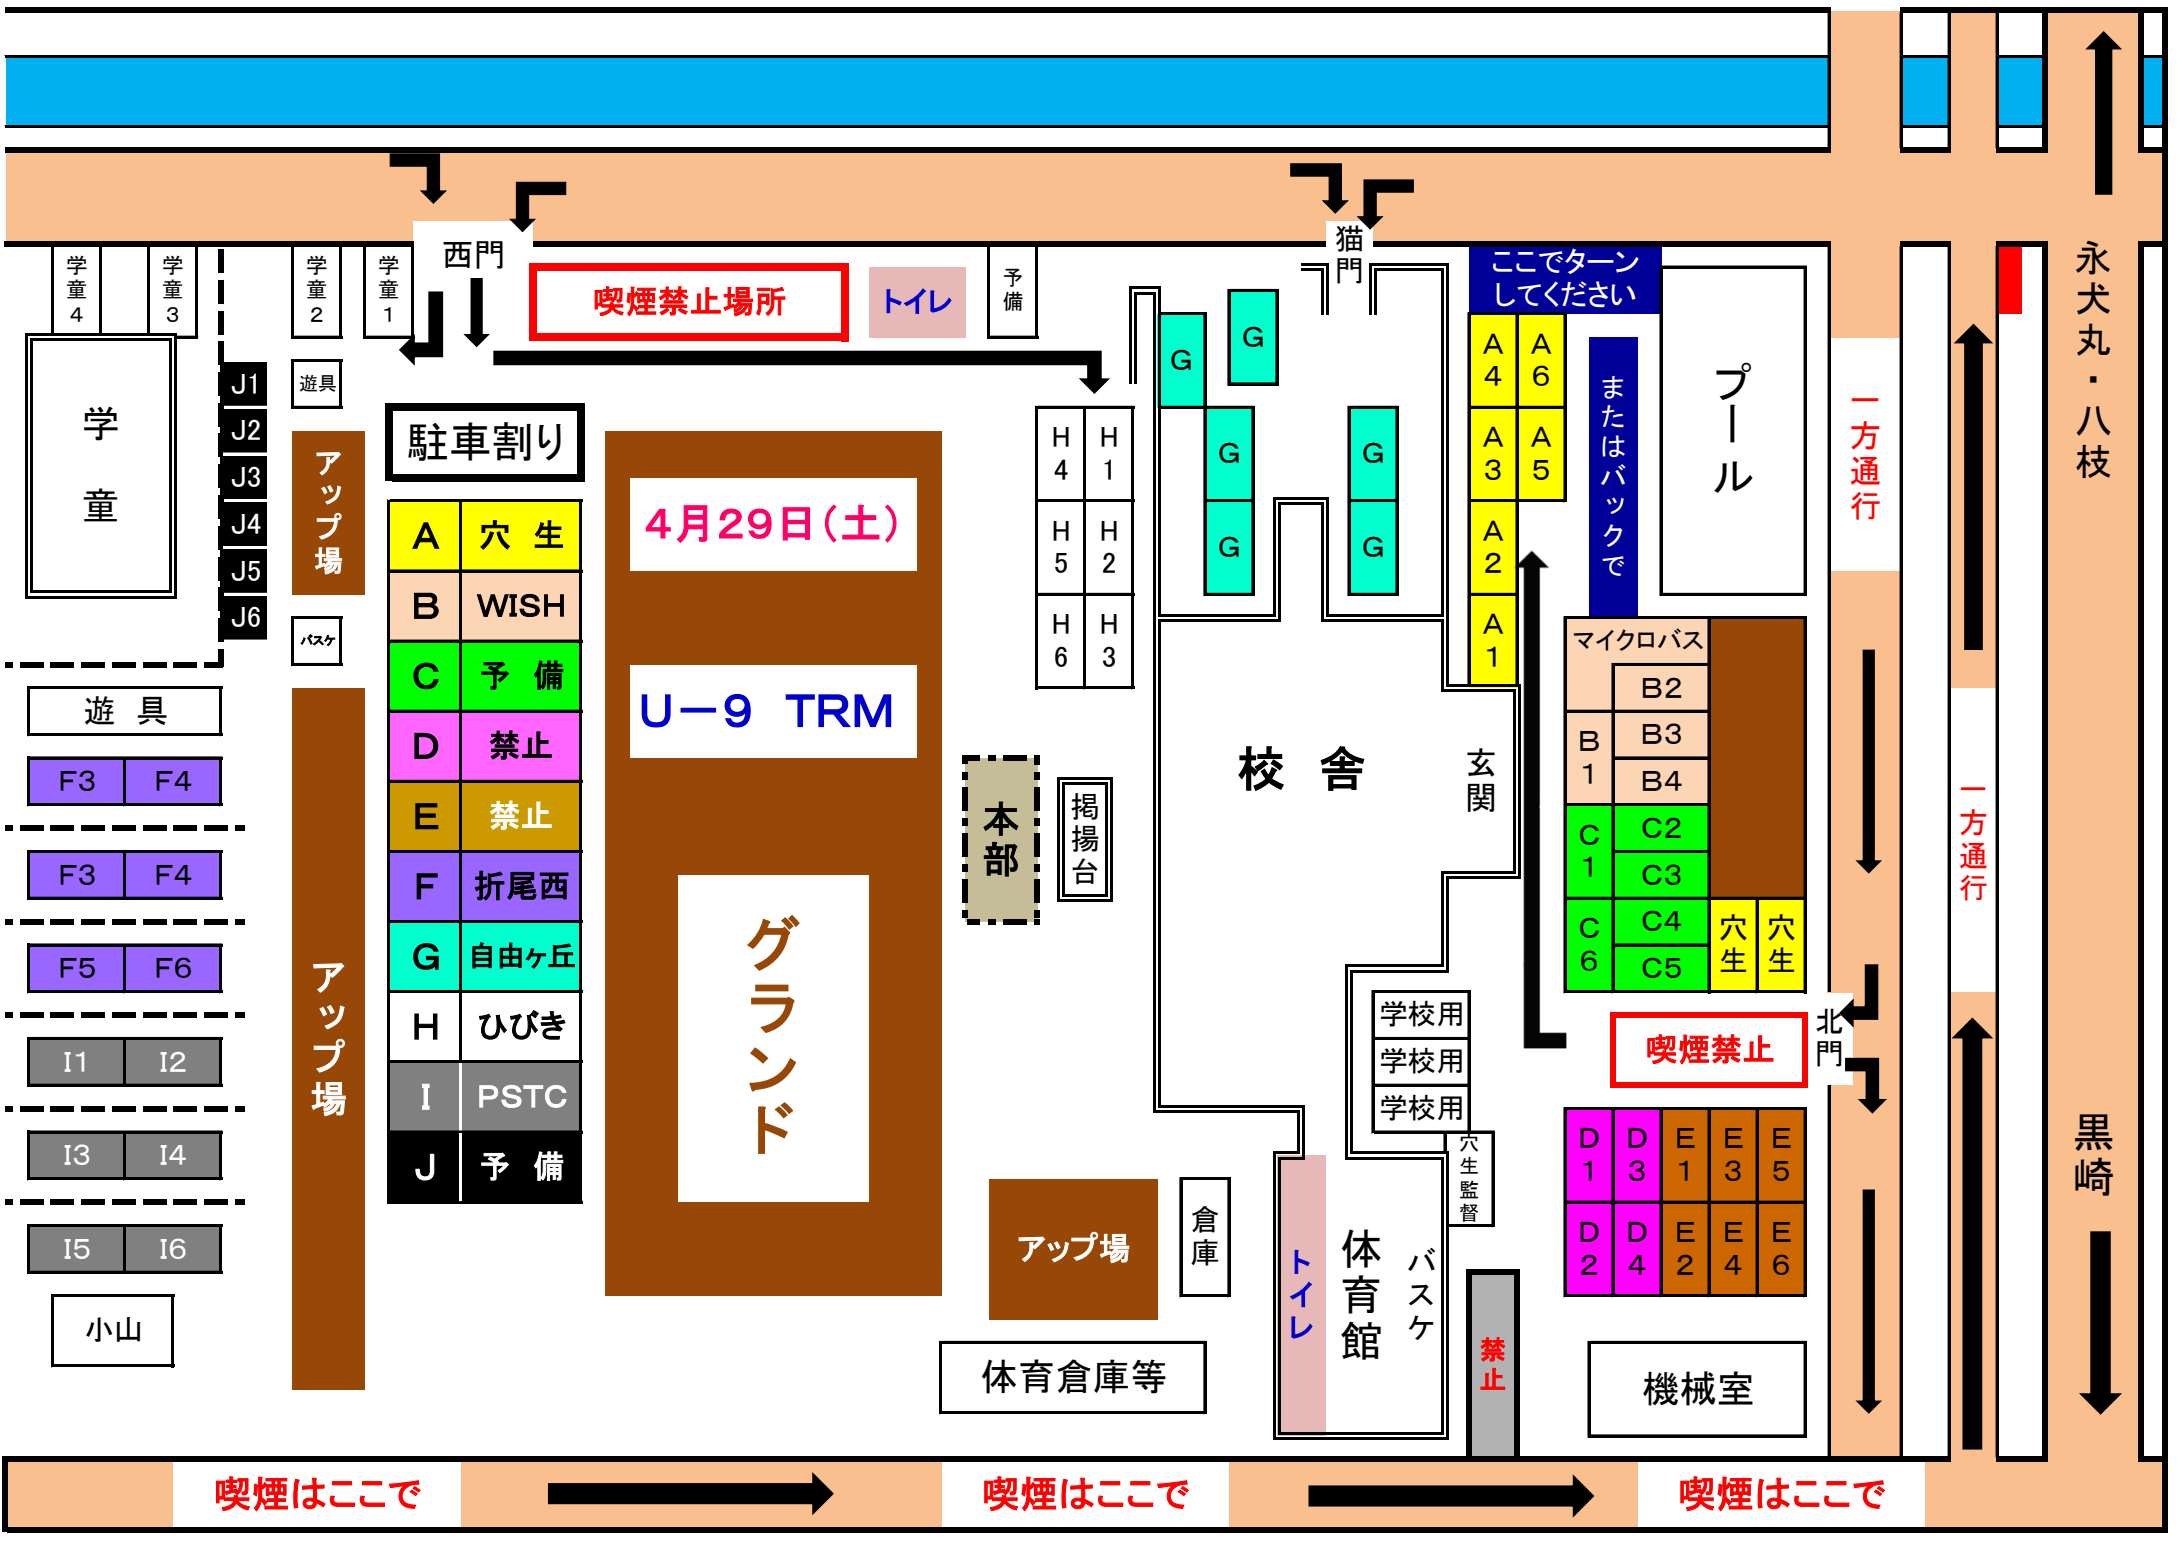 西門
猫門
学童4
学童3
学童2
学童1
喫煙禁止場所
トイレ
予備
ここでターン
してください
永犬丸・八枝
遊具
J1
J2
J3
J4
J5
J6
学童
アップ場
バスケ
駐車割り
A 穴 生
B WISH
C 予 備
D 禁止
E 禁止
F 折尾西
G 自由ヶ丘
H ひびき
I PSTC
J 予 備
4月29日(土)
U-9 TRM
グランド
H4 H1
H5 H2
H6 H3
G
G
G
G
G
G
A4 A6
A3 A5
A2
A1
またはバックで
プール
一方通行
一方通行
マイクロバス
B2
B1 B3
B4
C1 C2
C3
C6 C4
C5
穴生 穴生
遊 具
F3 F4
F3 F4
F5 F6
I1 I2
I3 I4
I5 I6
小山
アップ場
本部
掲揚台
校 舎
玄関
学校用
学校用
学校用
穴生監督
喫煙禁止
北門
D1 D3 E1 E3 E5
D2 D4 E2 E4 E6
黒崎
アップ場
倉庫
トイレ
体育館
バスケ
禁止
体育倉庫等
機械室
喫煙はここで
喫煙はここで
喫煙はここで